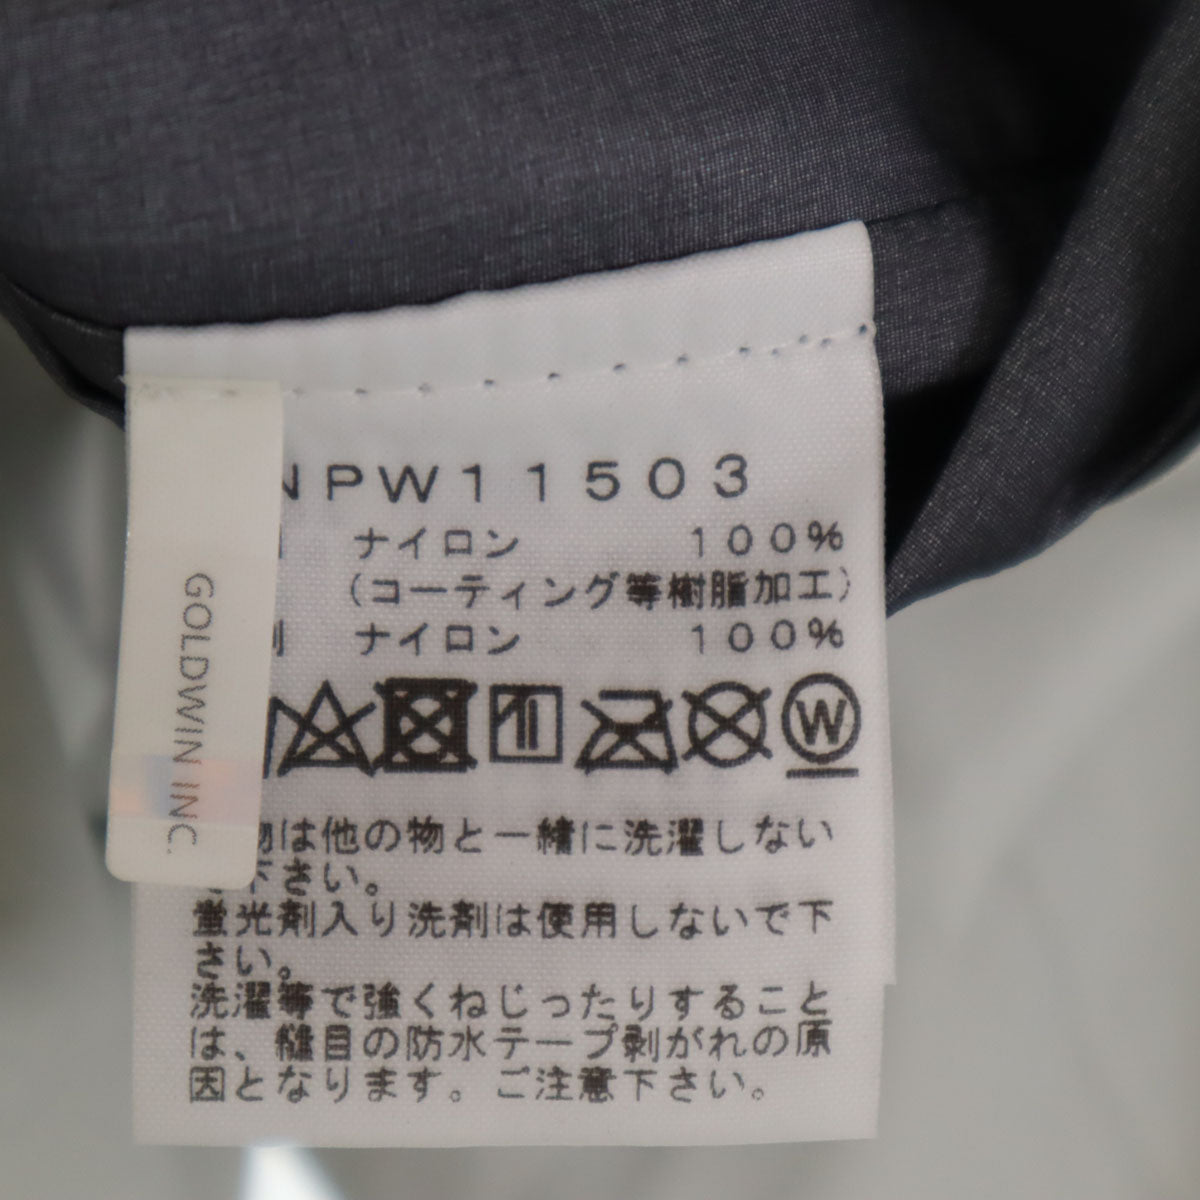 NPW11503
ナイロン 100%
(コーティング等樹脂加工)
ナイロン 100%
W
物は他の物と一緒に洗濯しない
下さい。
蛍光剤入り洗剤は使用しないで下
さい。
洗濯等で強くねじったりすること
は、縫目の防水テープ剥がれの原
因となります。ご注意下さい。
GOLDWIN INC.